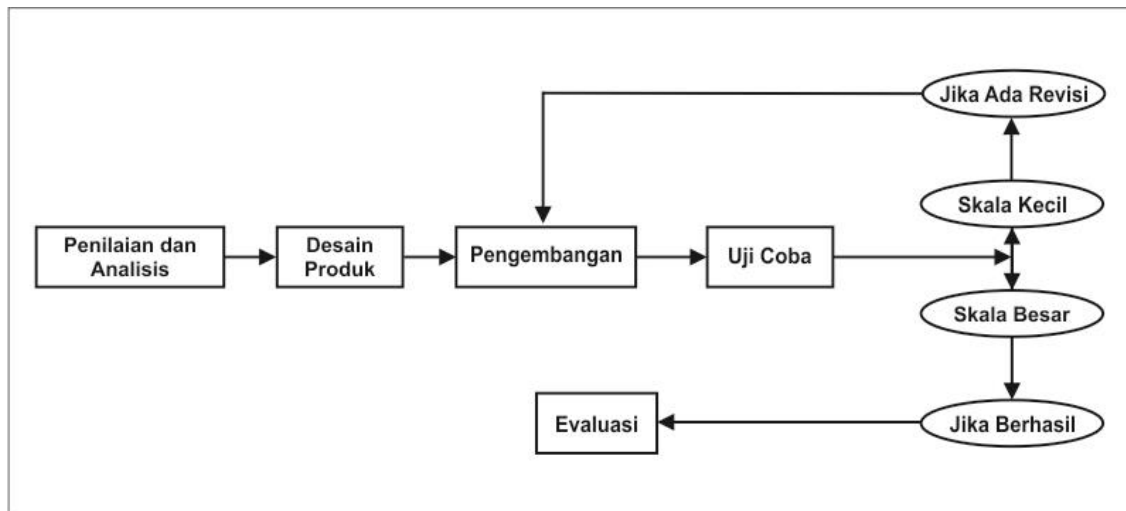 Jika Ada Revisi
Skala Kecil
Penilaian dan
Analisis
Desain
Produk
Pengembangan
Uji Coba
Skala Besar
Evaluasi
Jika Berhasil